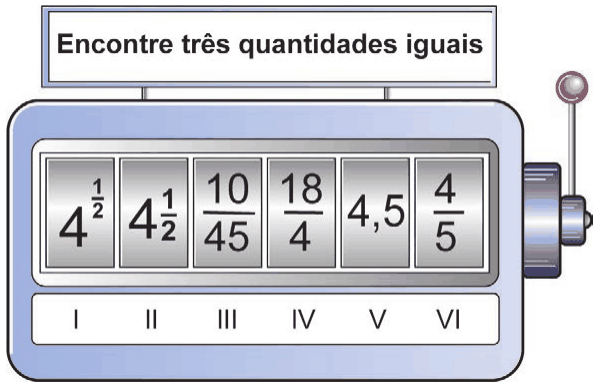 Encontre três quantidades iguais
4^(1/2) 4 1/2 10/45 18/4 4,5 4/5
I II III IV V VI